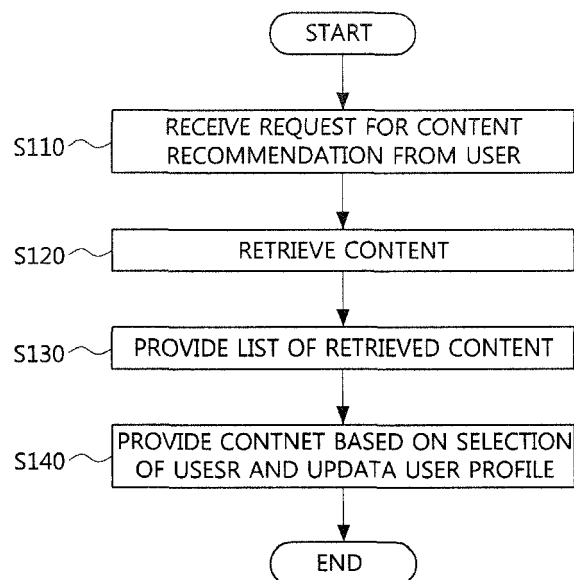 START
S110
RECEIVE REQUEST FOR CONTENT
RECOMMENDATION FROM USER
S120
RETRIEVE CONTENT
S130
PROVIDE LIST OF RETRIEVED CONTENT
S140
PROVIDE CONTNET BASED ON SELECTION
OF USESR AND UPDATA USER PROFILE
END